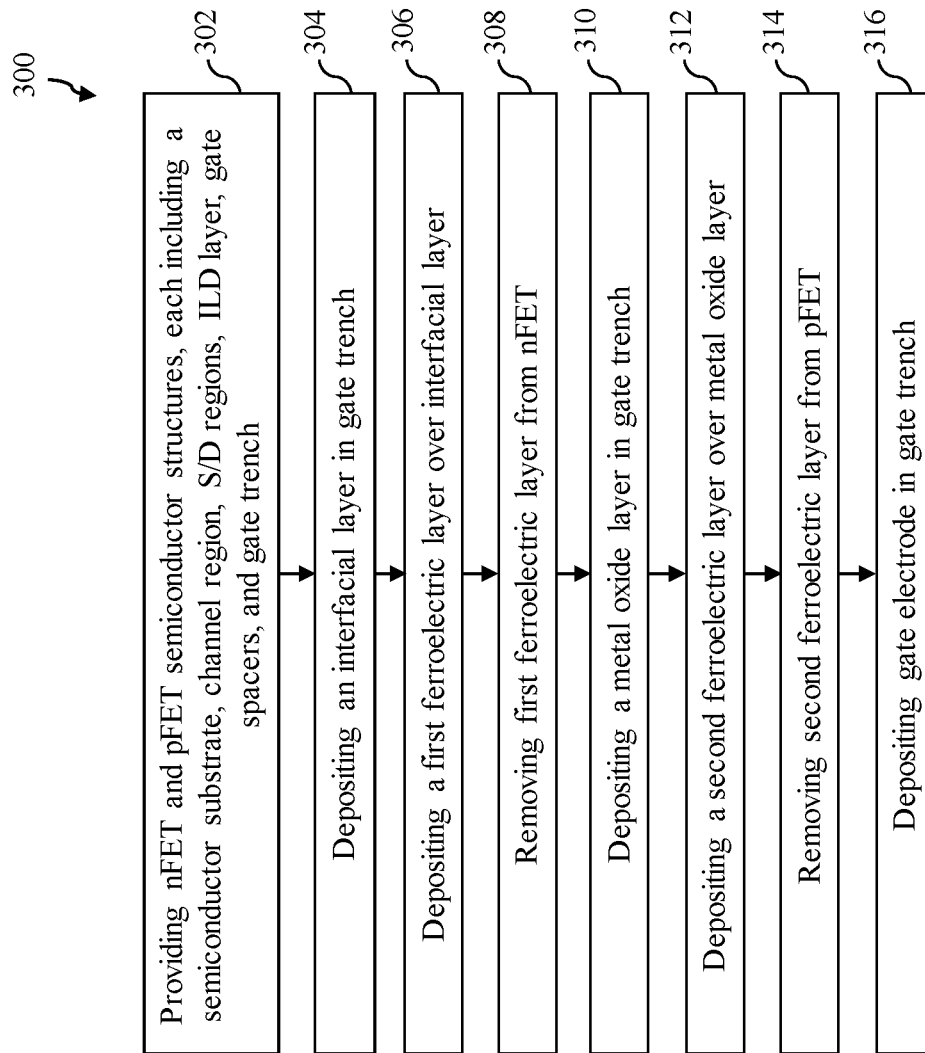 300
Providing nFET and pFET semiconductor structures, each including a
semiconductor substrate, channel region, S/D regions, ILD layer, gate
spacers, and gate trench
302
Depositing an interfacial layer in gate trench
304
Depositing a first ferroelectric layer over interfacial layer
306
Removing first ferroelectric layer from nFET
308
Depositing a metal oxide layer in gate trench
310
Depositing a second ferroelectric layer over metal oxide layer
312
Removing second ferroelectric layer from pFET
314
Depositing gate electrode in gate trench
316